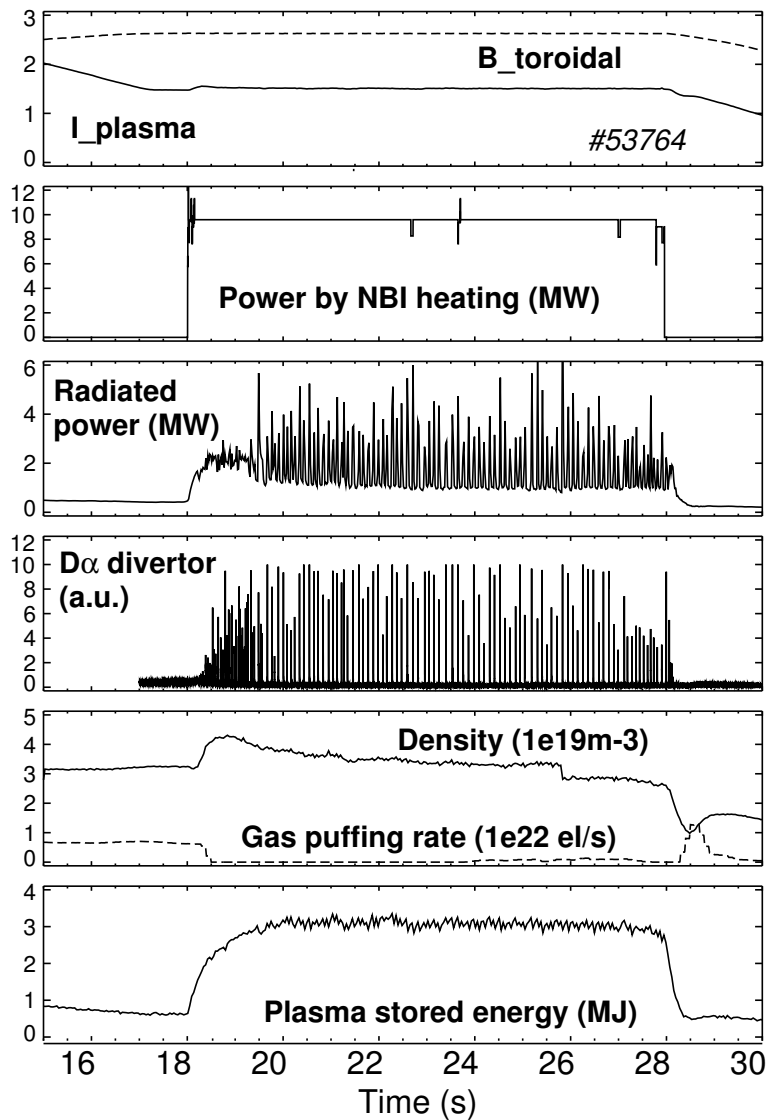 3
2
1
0
B_toroidal
I_plasma
#53764
12
10
8
6
4
2
0
Power by NBI heating (MW)
6
4
2
0
Radiated
power (MW)
12
10
8
6
4
2
0
Dα divertor
(a.u.)
5
4
3
2
1
0
Density (1e19m-3)
Gas puffing rate (1e22 el/s)
4
3
2
1
0
Plasma stored energy (MJ)
16 18 20 22 24 26 28 30
Time (s)